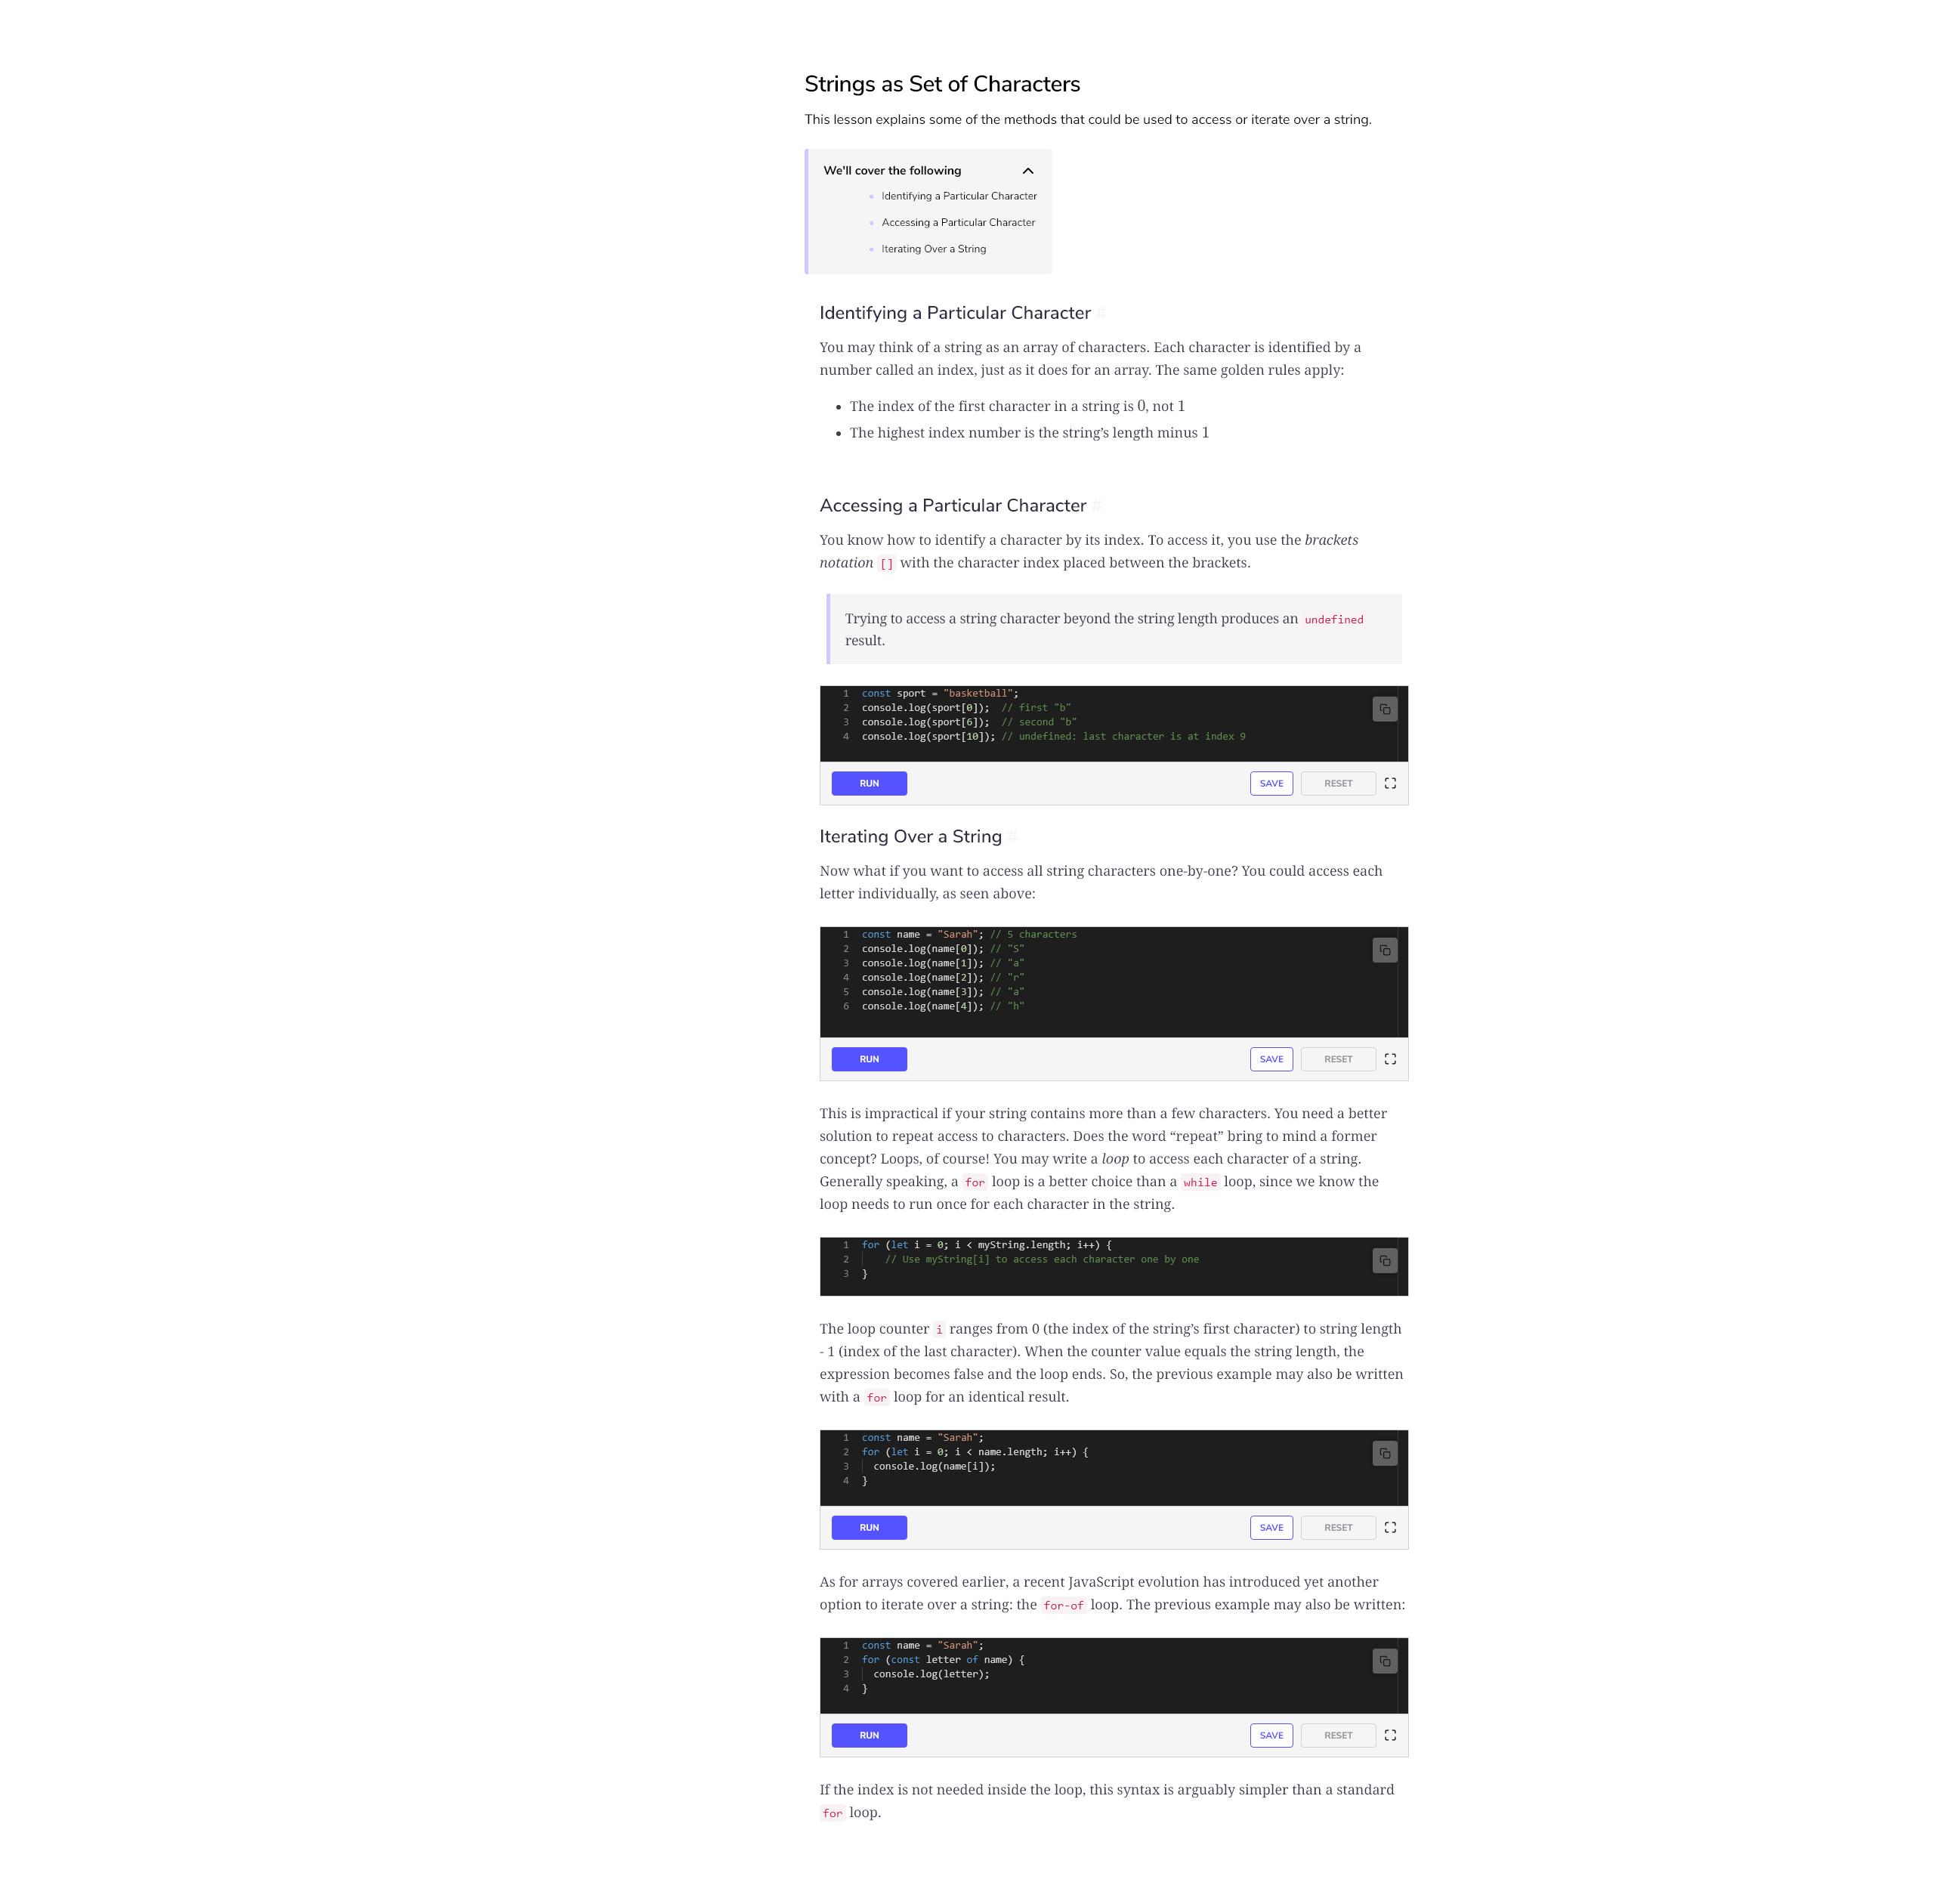 Strings as Set of Characters
This lesson explains some of the methods that could be used to access or iterate over a string.
We'll cover the following
Identifying a Particular Character
Accessing a Particular Character
Iterating Over a String
Identifying a Particular Character #
You may think of a string as an array of characters. Each character is identified by a
number called an index, just as it does for an array. The same golden rules apply:
• The index of the first character in a string is 0, not 1
• The highest index number is the string’s length minus 1
Accessing a Particular Character #
You know how to identify a character by its index. To access it, you use the brackets
notation [] with the character index placed between the brackets.
Trying to access a string character beyond the string length produces an undefined
result.
1 const sport = "basketball";
2 console.log(sport[0]);  // first "b"
3 console.log(sport[6]);  // second "b"
4 console.log(sport[10]); // undefined: last character is at index 9
RUN SAVE RESET
Iterating Over a String #
Now what if you want to access all string characters one-by-one? You could access each
letter individually, as seen above:
1 const name = "Sarah"; // 5 characters
2 console.log(name[0]); // "S"
3 console.log(name[1]); // "a"
4 console.log(name[2]); // "r"
5 console.log(name[3]); // "a"
6 console.log(name[4]); // "h"
RUN SAVE RESET
This is impractical if your string contains more than a few characters. You need a better
solution to repeat access to characters. Does the word “repeat” bring to mind a former
concept? Loops, of course! You may write a loop to access each character of a string.
Generally speaking, a for loop is a better choice than a while loop, since we know the
loop needs to run once for each character in the string.
1 for (let i = 0; i < myString.length; i++) {
2     // Use myString[i] to access each character one by one
3 }
The loop counter i ranges from 0 (the index of the string’s first character) to string length
- 1 (index of the last character). When the counter value equals the string length, the
expression becomes false and the loop ends. So, the previous example may also be written
with a for loop for an identical result.
1 const name = "Sarah";
2 for (let i = 0; i < name.length; i++) {
3   console.log(name[i]);
4 }
RUN SAVE RESET
As for arrays covered earlier, a recent JavaScript evolution has introduced yet another
option to iterate over a string: the for-of loop. The previous example may also be written:
1 const name = "Sarah";
2 for (const letter of name) {
3   console.log(letter);
4 }
RUN SAVE RESET
If the index is not needed inside the loop, this syntax is arguably simpler than a standard
for loop.